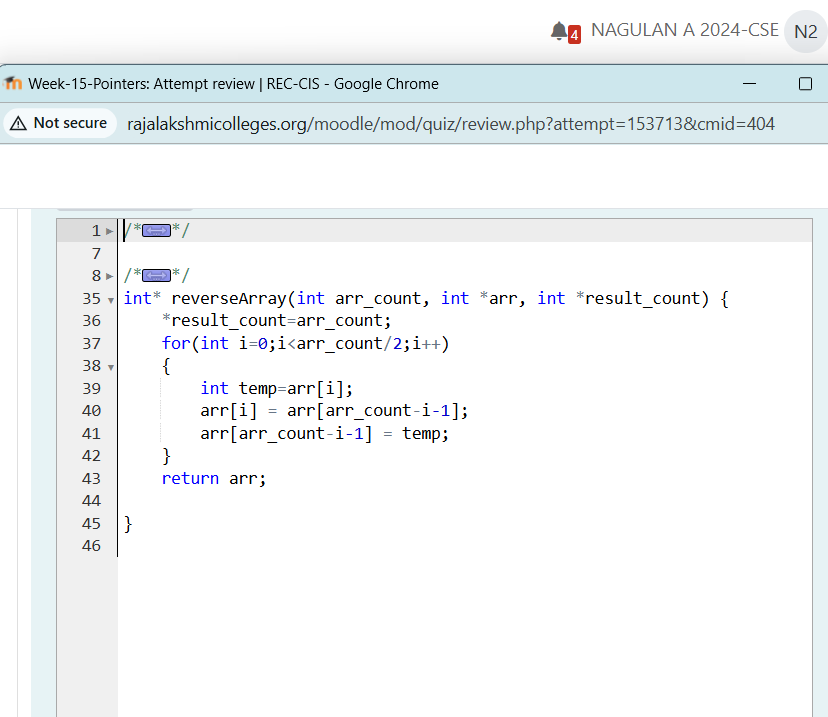 4 NAGULAN A 2024-CSE N2
Week-15-Pointers: Attempt review | REC-CIS - Google Chrome
Not secure rajalakshmicolleges.org/moodle/mod/quiz/review.php?attempt=153713&cmid=404
1 /**/
7
8 /**/
35 int* reverseArray(int arr_count, int *arr, int *result_count) {
36 *result_count=arr_count;
37 for(int i=0;i<arr_count/2;i++)
38 {
39 int temp=arr[i];
40 arr[i] = arr[arr_count-i-1];
41 arr[arr_count-i-1] = temp;
42 }
43 return arr;
44
45 }
46